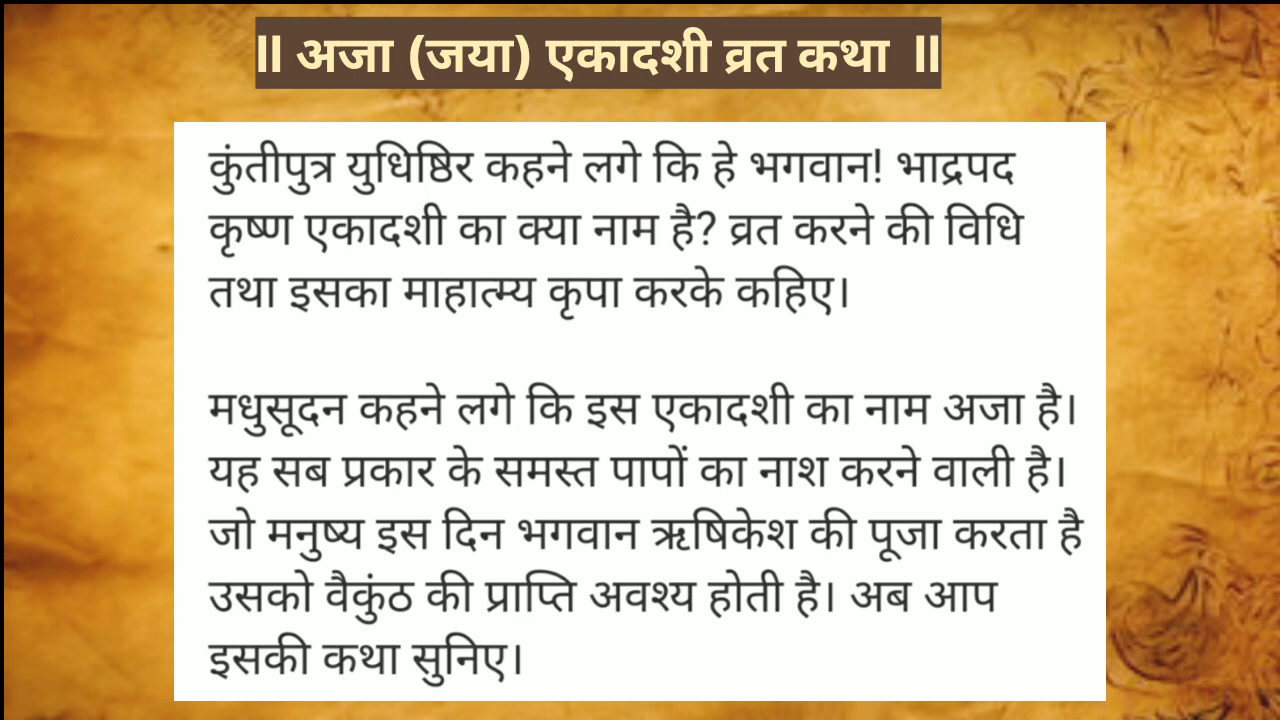 ॥ अजा (जया) एकादशी व्रत कथा ॥
कुंतीपुत्र युधिष्ठिर कहने लगे कि हे भगवान! भाद्रपद
कृष्ण एकादशी का क्या नाम है? व्रत करने की विधि
तथा इसका माहात्म्य कृपा करके कहिए।
मधुसूदन कहने लगे कि इस एकादशी का नाम अजा है।
यह सब प्रकार के समस्त पापों का नाश करने वाली है।
जो मनुष्य इस दिन भगवान ऋषिकेश की पूजा करता है
उसको वैकुंठ की प्राप्ति अवश्य होती है। अब आप
इसकी कथा सुनिए।